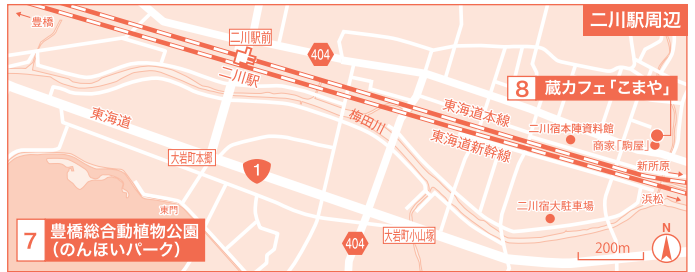 二川駅周辺
豊橋
二川駅前
404
二川駅
8 蔵カフェ「こまや」
東海道本線
東海道
梅田川
二川宿本陣資料館
東海道新幹線
商家「駒屋」
大岩町本郷
1
新所原
浜松
東門
二川宿大駐車場
7 豊橋総合動植物公園
（のんほいパーク）
大岩町小山塚
404
200m
N